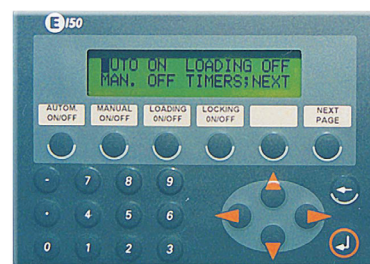 E 150
AUTO ON LOADING OFF
MAN. OFF TIMERS;NEXT
AUTOM. ON/OFF
MANUAL ON/OFF
LOADING ON/OFF
LOCKING ON/OFF
NEXT PAGE
- 7 8 9
. 4 5 6
0 1 2 3